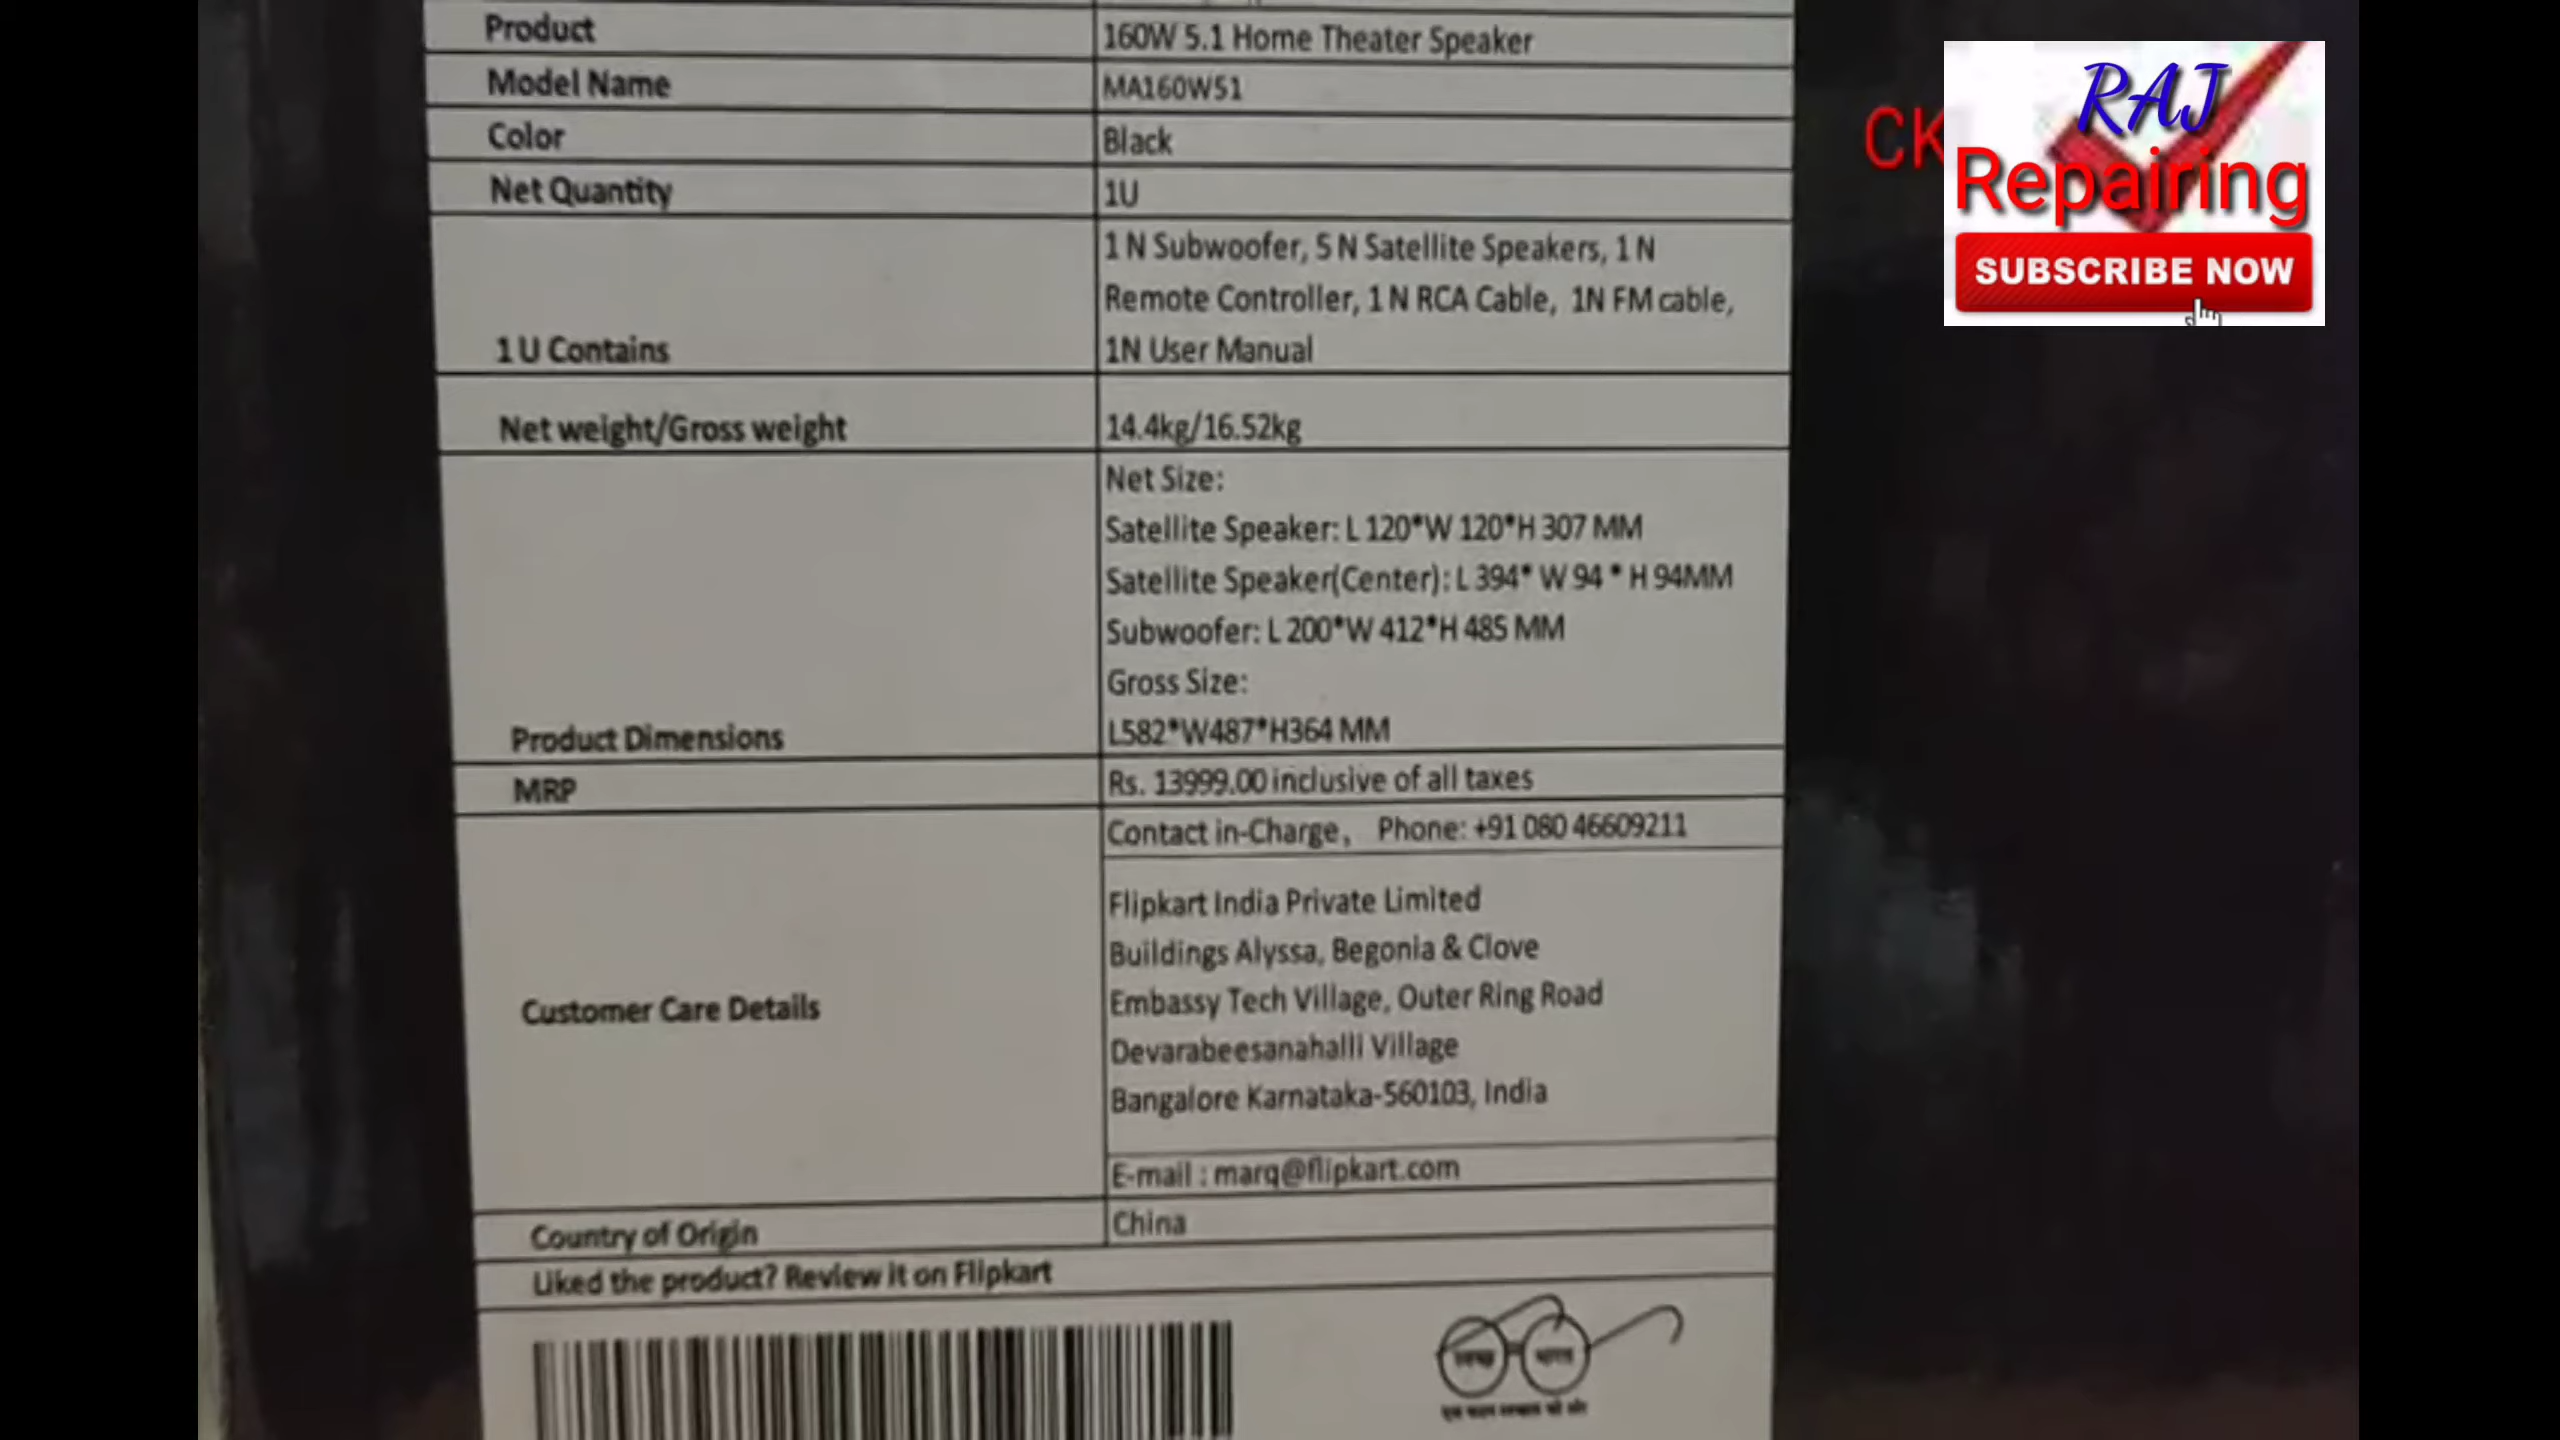 Product
160W 5.1 Home Theater Speaker
Model Name
MA160W51
Color
Black
Net Quantity
1U
1 U Contains
1 N Subwoofer, 5 N Satellite Speakers, 1 N
Remote Controller, 1 N RCA Cable, 1N FM cable,
1N User Manual
Net weight/Gross weight
14.4kg/16.52kg
Product Dimensions
Net Size:
Satellite Speaker: L 120*W 120*H 307 MM
Satellite Speaker(Center): L 394* W 94 * H 94MM
Subwoofer: L 200*W 412*H 485 MM
Gross Size:
L582*W487*H364 MM
MRP
Rs. 13999.00 inclusive of all taxes
Customer Care Details
Contact in-Charge, Phone: +91 080 46609211
Flipkart India Private Limited
Buildings Alyssa, Begonia & Clove
Embassy Tech Village, Outer Ring Road
Devarabeesanahalli Village
Bangalore Karnataka-560103, India
E-mail : marq@flipkart.com
Country of Origin
China
Liked the product? Review it on Flipkart
स्वच्छ भारत
CK
RAJ
Repairing
SUBSCRIBE NOW